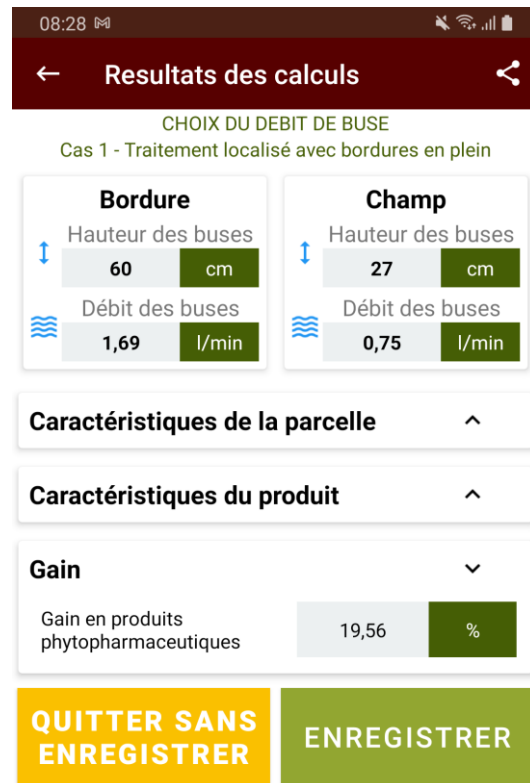 08:28
Resultats des calculs
CHOIX DU DEBIT DE BUSE
Cas 1 - Traitement localisé avec bordures en plein
Bordure
Hauteur des buses
60 cm
Débit des buses
1,69 l/min
Champ
Hauteur des buses
27 cm
Débit des buses
0,75 l/min
Caractéristiques de la parcelle
Caractéristiques du produit
Gain
Gain en produits
phytopharmaceutiques
19,56 %
QUITTER SANS
ENREGISTRER
ENREGISTRER